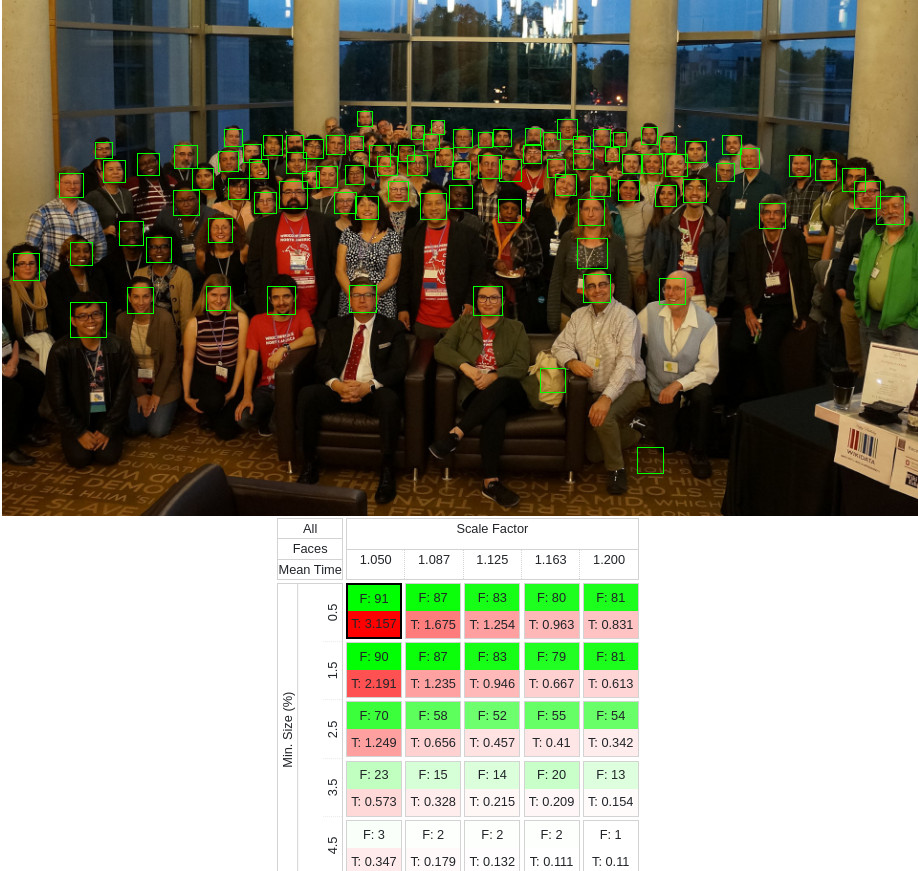 WIKIDATA
All
Faces
Mean Time
Scale Factor
1.050 1.087 1.125 1.163 1.200
Min. Size (%)
0.5
F: 91 F: 87 F: 83 F: 80 F: 81
T: 3.157 T: 1.675 T: 1.254 T: 0.963 T: 0.831
1.5
F: 90 F: 87 F: 83 F: 79 F: 81
T: 2.191 T: 1.235 T: 0.946 T: 0.667 T: 0.613
2.5
F: 70 F: 58 F: 52 F: 55 F: 54
T: 1.249 T: 0.656 T: 0.457 T: 0.41 T: 0.342
3.5
F: 23 F: 15 F: 14 F: 20 F: 13
T: 0.573 T: 0.328 T: 0.215 T: 0.209 T: 0.154
4.5
F: 3 F: 2 F: 2 F: 2 F: 1
T: 0.347 T: 0.179 T: 0.132 T: 0.111 T: 0.11